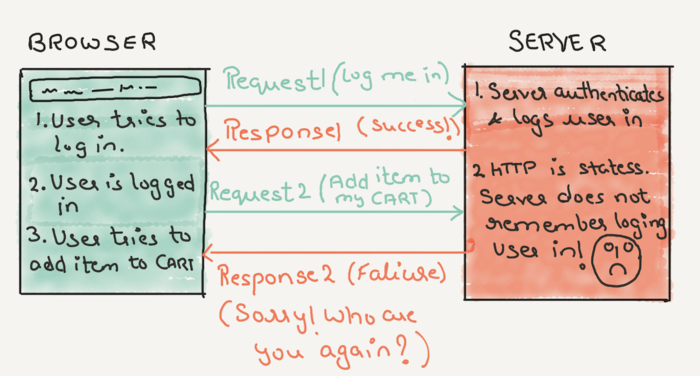 BROWSER
1. User tries to
log in.
2. User is logged
in
3. User tries to
add item to CART
Request1 (Log me in)
Response1 (Success!)
Request 2 (Add item to
my CART)
Response 2 (Faliure)
(Sorry! Who are
you again?)
SERVER
1. Server authenticates
& logs user in
2 HTTP is statess.
Server does not
remember loging
user in!